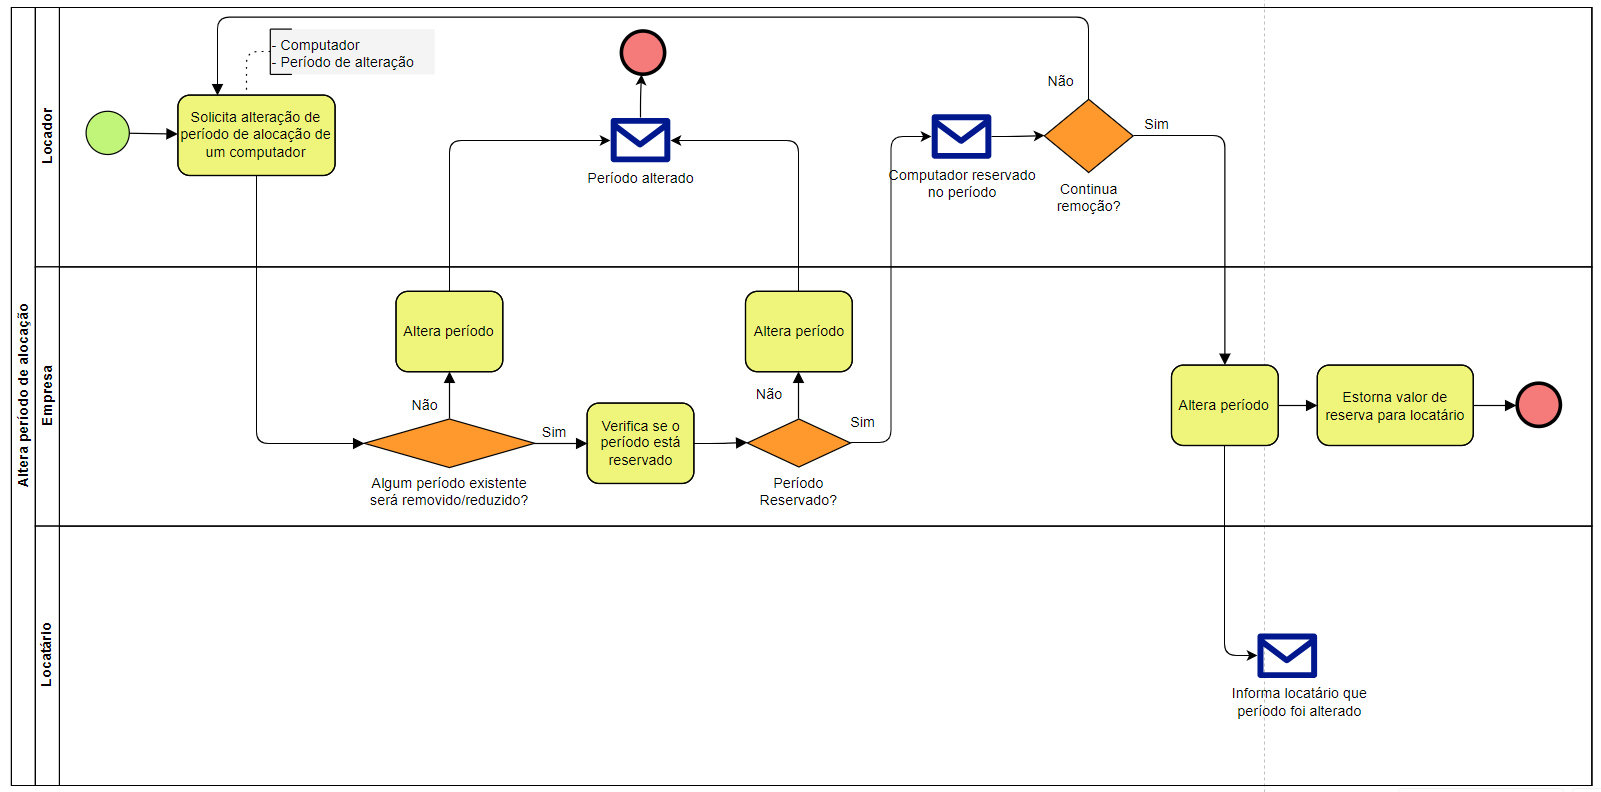 Altera período de alocação
Locador
- Computador
- Período de alteração
Solicita alteração de
período de alocação de
um computador
Período alterado
Computador reservado
no período
Não
Sim
Continua
remoção?
Empresa
Altera período
Não
Algum período existente
será removido/reduzido?
Sim
Verifica se o
período está
reservado
Altera período
Não
Período
Reservado?
Sim
Altera período
Estorna valor de
reserva para locatário
Locatário
Informa locatário que
período foi alterado